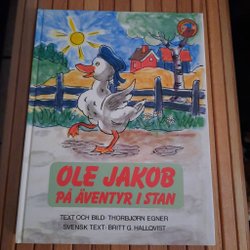 OLE JAKOB
PÅ ÄVENTYR I STAN
TEXT OCH BILD · THORBJØRN EGNER
SVENSK TEXT · BRITT G. HALLQVIST